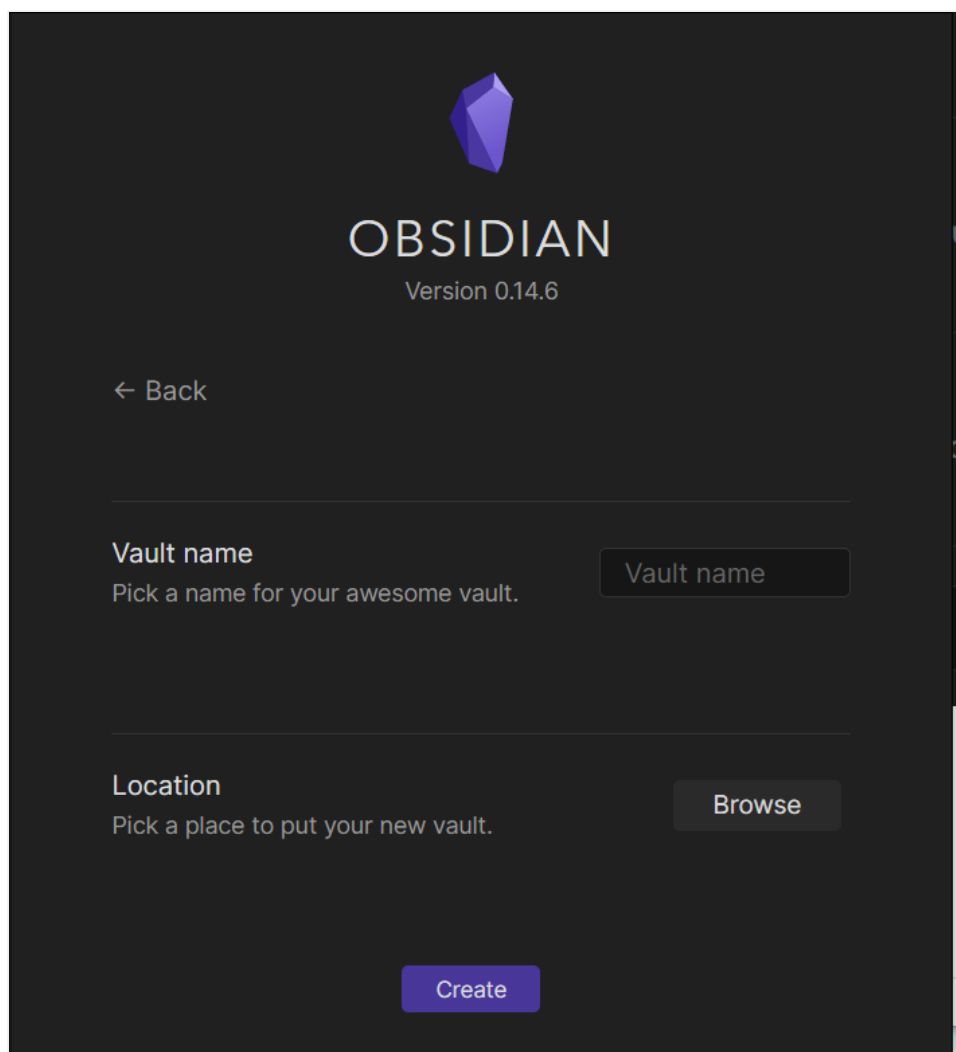 OBSIDIAN
Version 0.14.6
← Back
Vault name
Vault name
Pick a name for your awesome vault.
Location
Browse
Pick a place to put your new vault.
Create